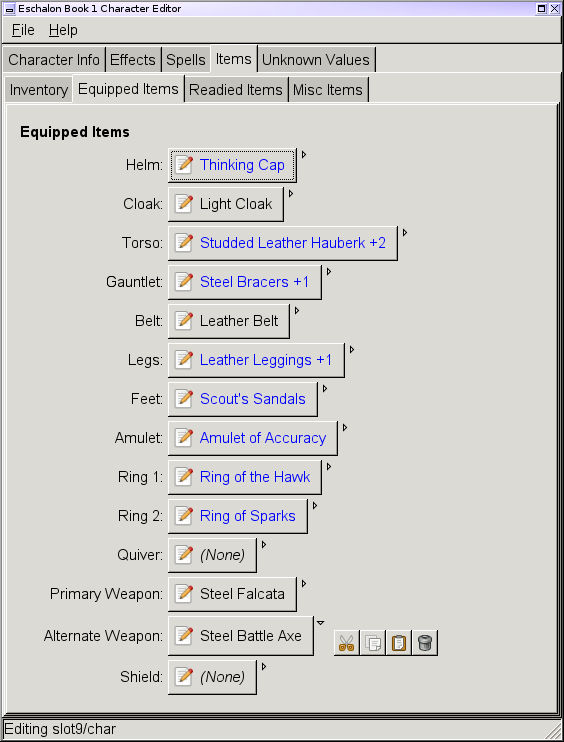 Eschalon Book 1 Character Editor
File Help
Character Info Effects Spells Items Unknown Values
Inventory Equipped Items Readied Items Misc Items
Equipped Items
Helm: Thinking Cap
Cloak: Light Cloak
Torso: Studded Leather Hauberk +2
Gauntlet: Steel Bracers +1
Belt: Leather Belt
Legs: Leather Leggings +1
Feet: Scout's Sandals
Amulet: Amulet of Accuracy
Ring 1: Ring of the Hawk
Ring 2: Ring of Sparks
Quiver: (None)
Primary Weapon: Steel Falcata
Alternate Weapon: Steel Battle Axe
Shield: (None)
Editing slot9/char